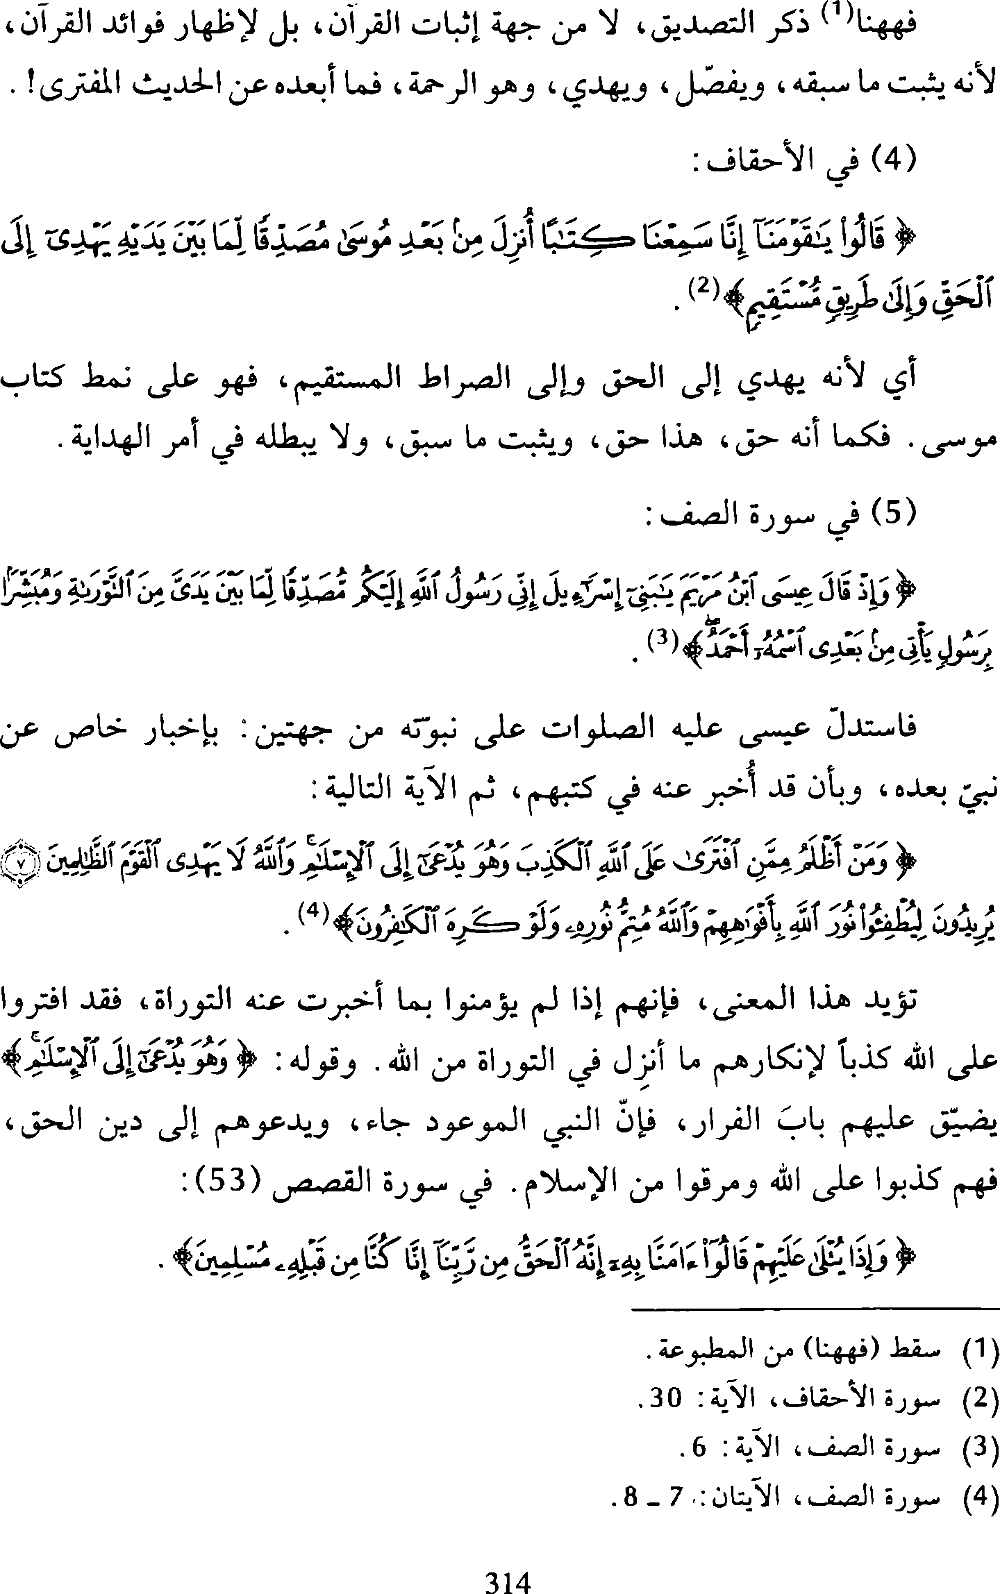 فههنا(1) ذكر التصديق، لا من جهة إثبات القرآن، بل لإظهار فوائد القرآن،
لأنه يثبت ما سبقه، ويفصّل، ويهدي، وهو الرحمة، فما أبعده عن الحديث المفترى! .
(4) في الأحقاف:
﴿ قَالُوا۟ يَـٰقَوْمَنَآ إِنَّا سَمِعْنَا كِتَـٰبًا أُنزِلَ مِنۢ بَعْدِ مُوسَىٰ مُصَدِّقًا لِّمَا بَيْنَ يَدَيْهِ يَهْدِىٓ إِلَى
ٱلْحَقِّ وَإِلَىٰ طَرِيقٍ مُّسْتَقِيمٍ﴾(2) .
أي لأنه يهدي إلى الحق وإلى الصراط المستقيم، فهو على نمط كتاب
موسى. فكما أنه حق، هذا حق، ويثبت ما سبق، ولا يبطله في أمر الهداية.
(5) في سورة الصف:
﴿ وَإِذْ قَالَ عِيسَى ٱبْنُ مَرْيَمَ يَـٰبَنِىٓ إِسْرَٰٓءِيلَ إِنِّى رَسُولُ ٱللَّهِ إِلَيْكُم مُّصَدِّقًا لِّمَا بَيْنَ يَدَىَّ مِنَ ٱلتَّوْرَىٰةِ وَمُبَشِّرًۢا
بِرَسُولٍ يَأْتِى مِنۢ بَعْدِى ٱسْمُهُۥٓ أَحْمَدُۖ ﴾(3) .
فاستدلّ عيسى عليه الصلوات على نبوّته من جهتين: بإخبار خاص عن
نبيّ بعده، وبأن قد أُخبر عنه في كتبهم، ثم الآية التالية:
﴿ وَمَنْ أَظْلَمُ مِمَّنِ ٱفْتَرَىٰ عَلَى ٱللَّهِ ٱلْكَذِبَ وَهُوَ يُدْعَىٰٓ إِلَى ٱلْإِسْلَـٰمِۚ وَٱللَّهُ لَا يَهْدِى ٱلْقَوْمَ ٱلظَّـٰلِمِينَ ٧
يُرِيدُونَ لِيُطْفِـُٔوا۟ نُورَ ٱللَّهِ بِأَفْوَٰهِهِمْ وَٱللَّهُ مُتِمُّ نُورِهِۦ وَلَوْ كَرِهَ ٱلْكَـٰفِرُونَ﴾(4) .
تؤيد هذا المعنى، فإنهم إذا لم يؤمنوا بما أخبرت عنه التوراة، فقد افتروا
على الله كذباً لإنكارهم ما أنزل في التوراة من الله. وقوله: ﴿ وَهُوَ يُدْعَىٰٓ إِلَى ٱلْإِسْلَـٰمِۚ﴾
يضيّق عليهم بابَ الفرار، فإنّ النبي الموعود جاء، ويدعوهم إلى دين الحق،
فهم كذبوا على الله ومرقوا من الإسلام. في سورة القصص (53):
﴿ وَإِذَا يُتْلَىٰ عَلَيْهِمْ قَالُوٓا۟ ءَامَنَّا بِهِۦٓ إِنَّهُ ٱلْحَقُّ مِن رَّبِّنَآ إِنَّا كُنَّا مِن قَبْلِهِۦ مُسْلِمِينَ﴾ .
(1) سقط (فههنا) من المطبوعة.
(2) سورة الأحقاف، الآية: 30.
(3) سورة الصف، الآية: 6.
(4) سورة الصف، الآيتان: 7 ـ 8.
314